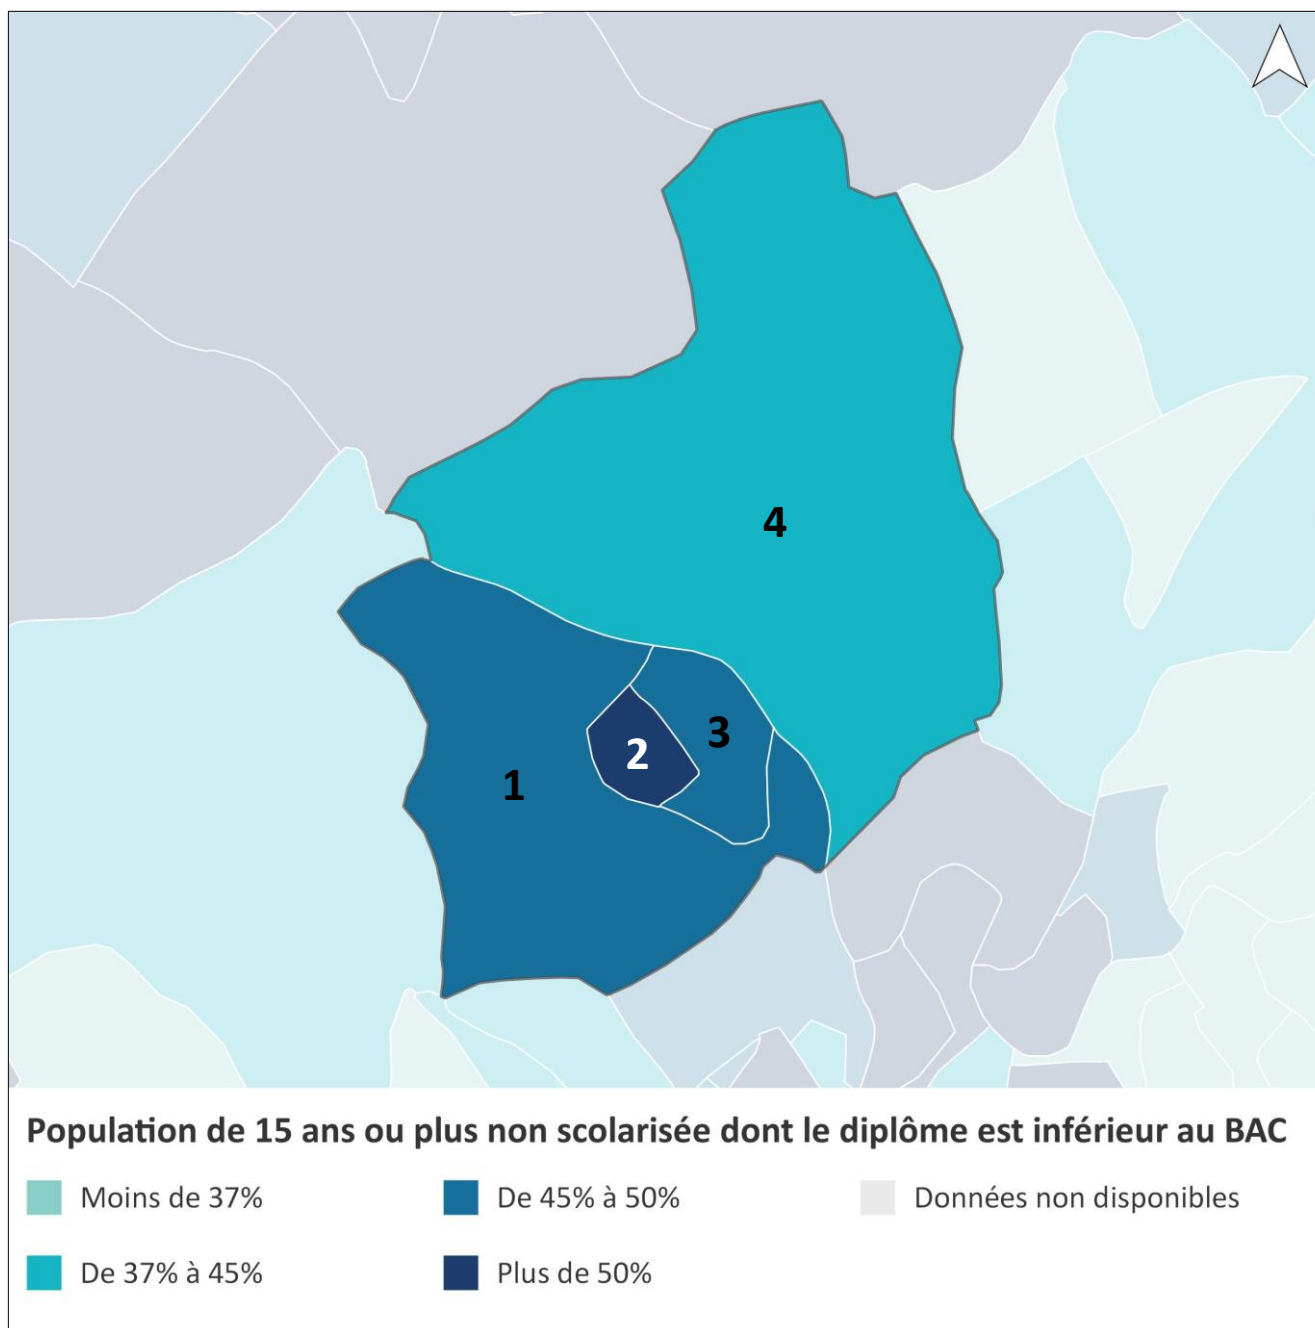 4
3
2
1
Population de 15 ans ou plus non scolarisée dont le diplôme est inférieur au BAC
Moins de 37%
De 45% à 50%
Données non disponibles
De 37% à 45%
Plus de 50%